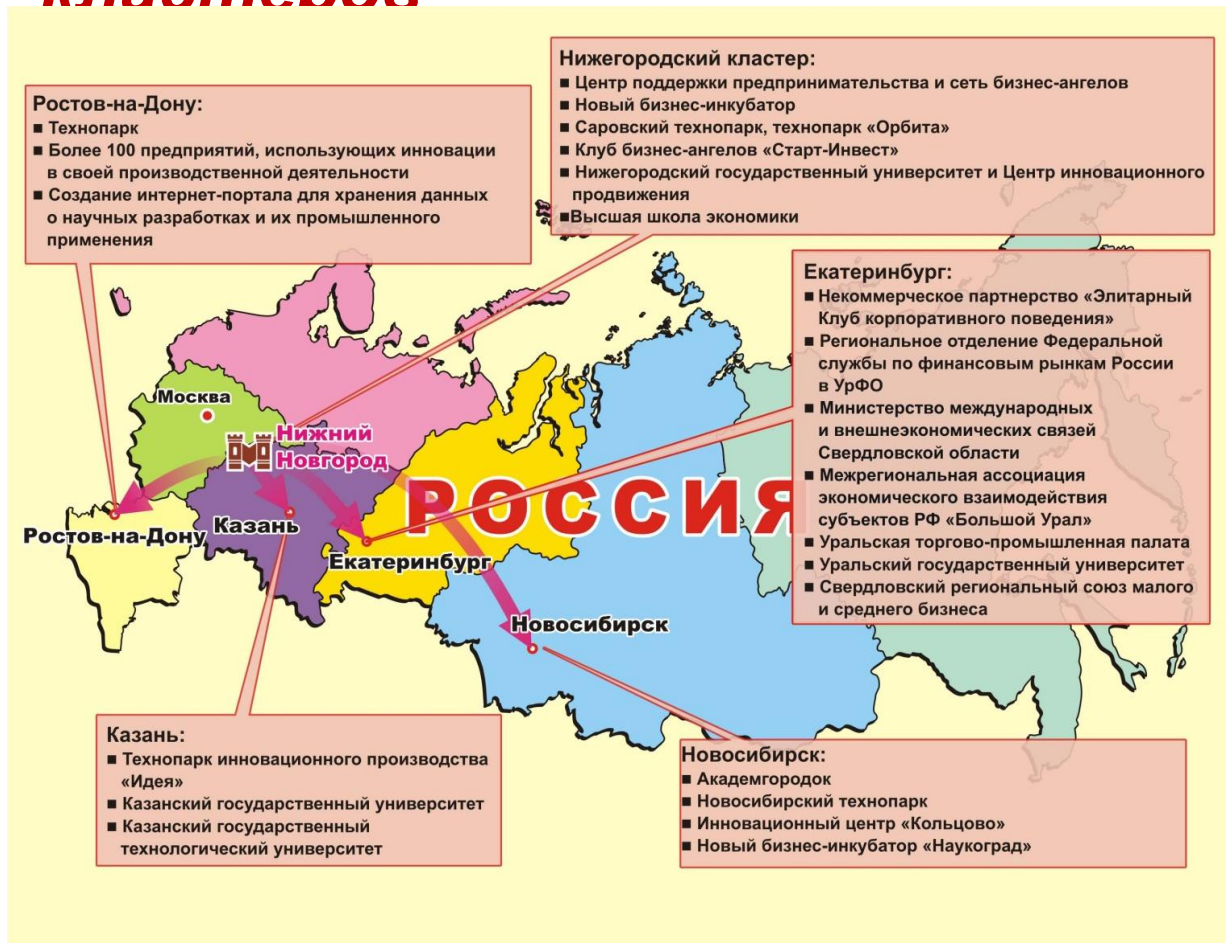 кластеров
Ростов-на-Дону:
■ Технопарк
■ Более 100 предприятий, использующих инновации
в своей производственной деятельности
■ Создание интернет-портала для хранения данных
о научных разработках и их промышленного
применения
Нижегородский кластер:
■ Центр поддержки предпринимательства и сеть бизнес-ангелов
■ Новый бизнес-инкубатор
■ Саровский технопарк, технопарк «Орбита»
■ Клуб бизнес-ангелов «Старт-Инвест»
■ Нижегородский государственный университет и Центр инновационного
продвижения
■Высшая школа экономики
Екатеринбург:
■ Некоммерческое партнерство «Элитарный
Клуб корпоративного поведения»
■ Региональное отделение Федеральной
службы по финансовым рынкам России
в УрФО
■ Министерство международных
и внешнеэкономических связей
Свердловской области
■ Межрегиональная ассоциация
экономического взаимодействия
субъектов РФ «Большой Урал»
■ Уральская торгово-промышленная палата
■ Уральский государственный университет
■ Свердловский региональный союз малого
и среднего бизнеса
Москва
Нижний
Новгород
РОССИЯ
Ростов-на-Дону
Казань
Екатеринбург
Новосибирск
Казань:
■ Технопарк инновационного производства
«Идея»
■ Казанский государственный университет
■ Казанский государственный
технологический университет
Новосибирск:
■ Академгородок
■ Новосибирский технопарк
■ Инновационный центр «Кольцово»
■ Новый бизнес-инкубатор «Наукоград»